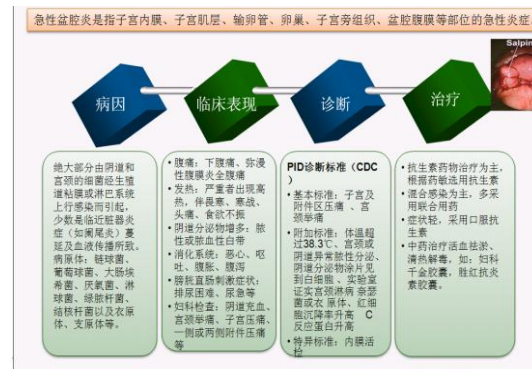 急性盆腔炎是指子宫内膜、子宫肌层、输卵管、卵巢、子宫旁组织、盆腔腹膜等部位的急性炎症
Salpin
病因
临床表现
诊断
治疗
绝大部分由阴道和
宫颈的细菌经生殖
道粘膜或淋巴系统
上行感染而引起,
少数是临近脏器炎
症(如阑尾炎)蔓
延及血液传播所致。
病原体:链球菌、
葡萄球菌、大肠埃
希菌、厌氧菌、淋
球菌、绿脓杆菌、
结核杆菌以及衣原
体、支原体等。
• 腹痛:下腹痛、弥漫
性腹膜炎全腹痛
• 发热:严重者出现高
热,伴畏寒、寒战、
头痛、食欲不振
• 阴道分泌物增多:脓
性或脓血性白带
• 消化系统:恶心、呕
吐、腹胀、腹泻
• 膀胱直肠刺激症状:
排尿困难、尿急等
• 妇科检查:阴道充血、
宫颈举痛、子宫压痛、
一侧或两侧附件压痛
等
PID诊断标准(CDC
)
• 基本标准:子宫及
附件区压痛 、宫
颈举痛
• 附加标准:体温超
过38.3℃、宫颈或
阴道异常脓性分泌、
阴道分泌物涂片见
到白细胞 、实验室
证实宫颈淋病 奈瑟
菌或衣 原体、红细
胞沉降率升高 C
反应蛋白升高
• 特异标准:内膜活
检
• 抗生素药物治疗为主,
根据药敏选用抗生素
• 混合感染为主,多采
用联合用药
• 症状轻,采用口服抗
生素
• 中药治疗活血祛淤、
清热解毒,如:妇科
千金胶囊,胜红抗炎
素胶囊。